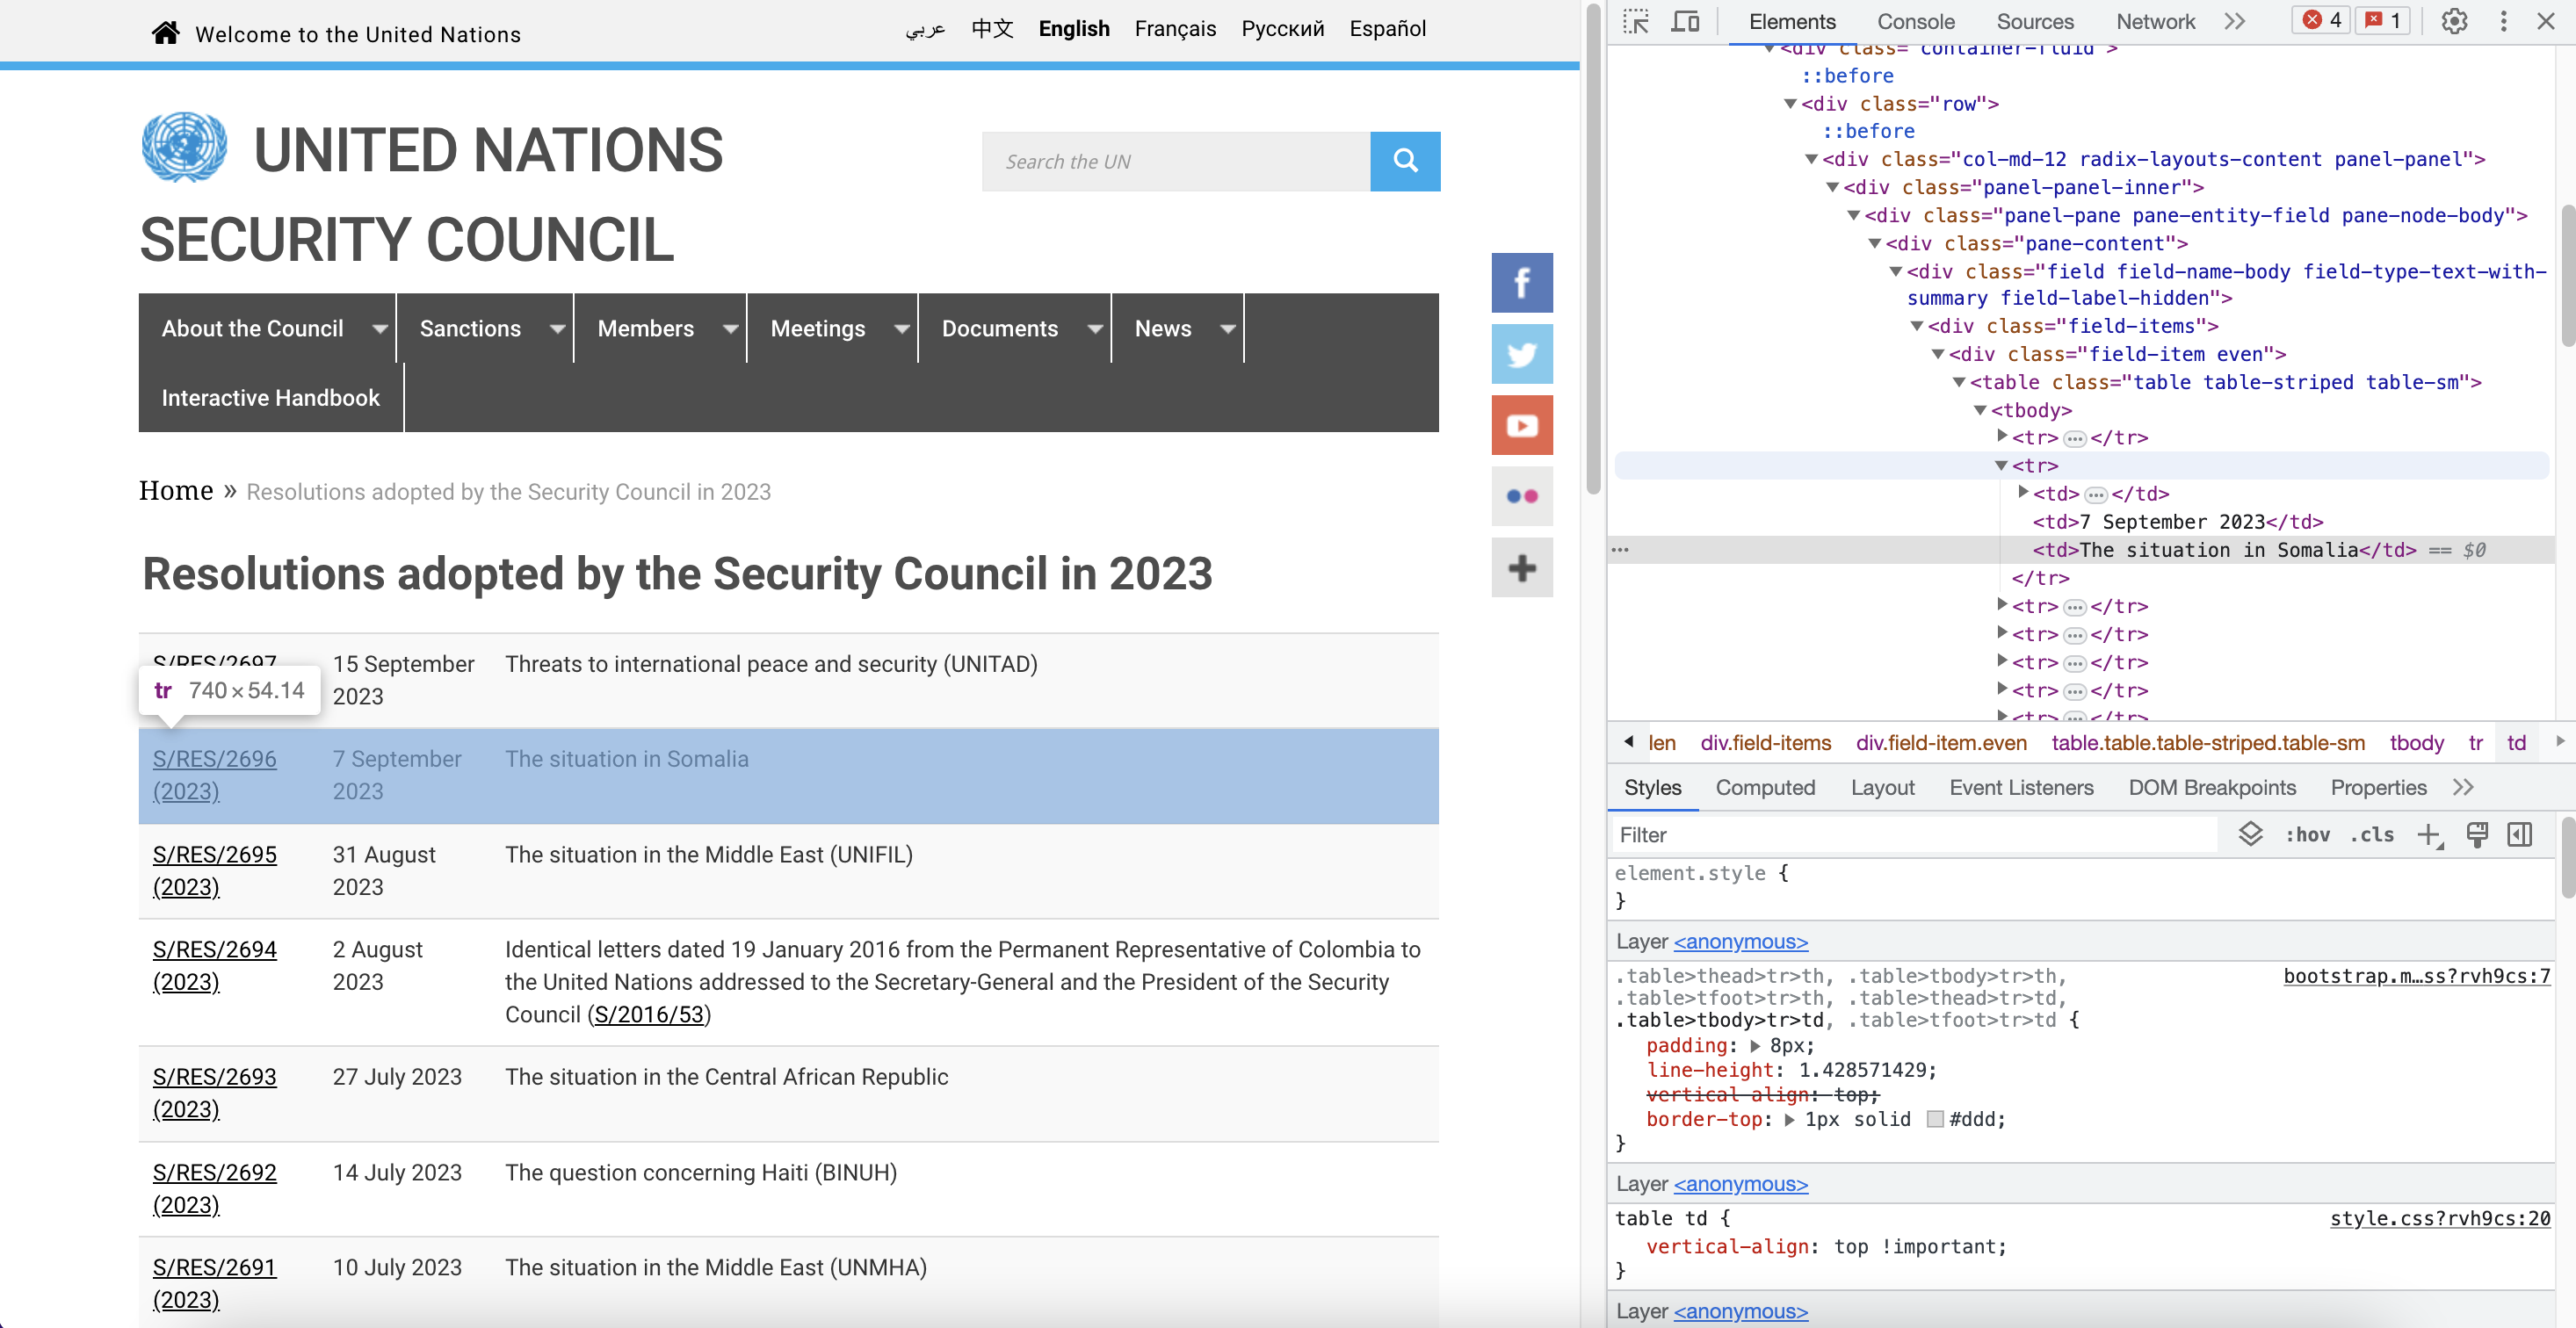 Welcome to the United Nations
عربي 中文 English Français Русский Español
UNITED NATIONS
SECURITY COUNCIL
Search the UN
About the Council Sanctions Members Meetings Documents News
Interactive Handbook
Home » Resolutions adopted by the Security Council in 2023
Resolutions adopted by the Security Council in 2023
S/RES/2697 15 September Threats to international peace and security (UNITAD)
2023
tr 740×54.14
S/RES/2696 7 September The situation in Somalia
(2023) 2023
S/RES/2695 31 August The situation in the Middle East (UNIFIL)
(2023) 2023
S/RES/2694 2 August Identical letters dated 19 January 2016 from the Permanent Representative of Colombia to
(2023) 2023 the United Nations addressed to the Secretary-General and the President of the Security
Council (S/2016/53)
S/RES/2693 27 July 2023 The situation in the Central African Republic
(2023)
S/RES/2692 14 July 2023 The question concerning Haiti (BINUH)
(2023)
S/RES/2691 10 July 2023 The situation in the Middle East (UNMHA)
(2023)
Elements Console Sources Network 4 1
<div class="container-fluid">
::before
<div class="row">
::before
<div class="col-md-12 radix-layouts-content panel-panel">
<div class="panel-panel-inner">
<div class="panel-pane pane-entity-field pane-node-body">
<div class="pane-content">
<div class="field field-name-body field-type-text-with-
summary field-label-hidden">
<div class="field-items">
<div class="field-item even">
<table class="table table-striped table-sm">
<tbody>
<tr>…</tr>
<tr>
<td>…</td>
<td>7 September 2023</td>
… <td>The situation in Somalia</td> == $0
</tr>
<tr>…</tr>
<tr>…</tr>
<tr>…</tr>
<tr>…</tr>
<tr>…</tr>
len div.field-items div.field-item.even table.table.table-striped.table-sm tbody tr td
Styles Computed Layout Event Listeners DOM Breakpoints Properties
Filter :hov .cls
element.style {
}
Layer <anonymous>
.table>thead>tr>th, .table>tbody>tr>th, bootstrap.m…ss?rvh9cs:7
.table>tfoot>tr>th, .table>thead>tr>td,
.table>tbody>tr>td, .table>tfoot>tr>td {
padding: 8px;
line-height: 1.428571429;
vertical-align: top;
border-top: 1px solid #ddd;
}
Layer <anonymous>
table td { style.css?rvh9cs:20
vertical-align: top !important;
}
Layer <anonymous>